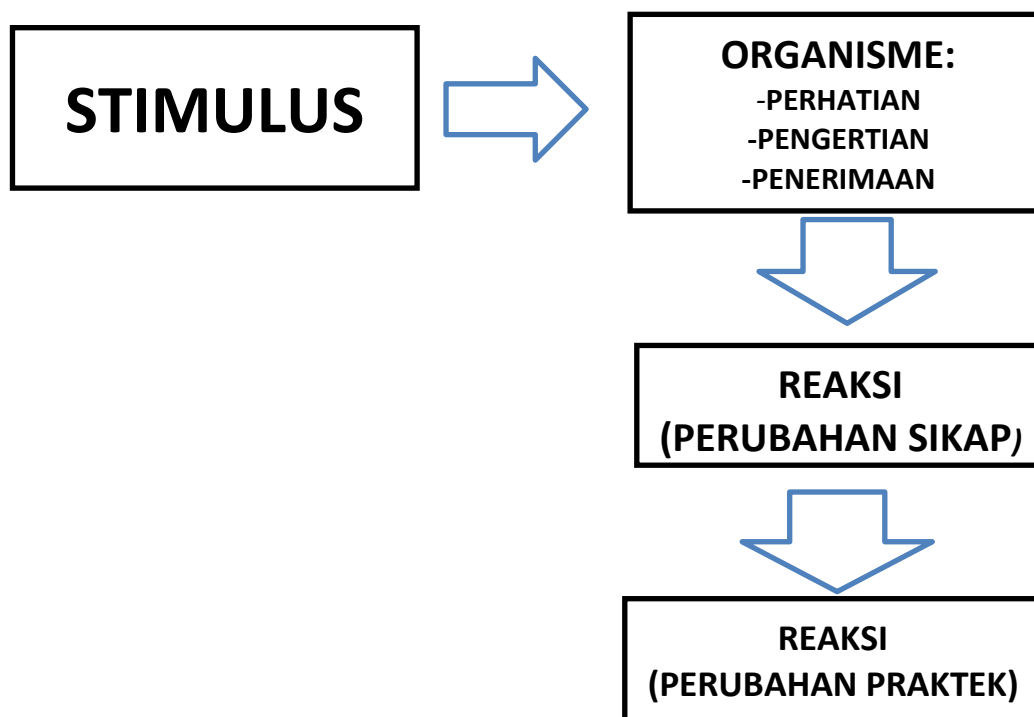 STIMULUS
ORGANISME:
-PERHATIAN
-PENGERTIAN
-PENERIMAAN
REAKSI
(PERUBAHAN SIKAP)
REAKSI
(PERUBAHAN PRAKTEK)